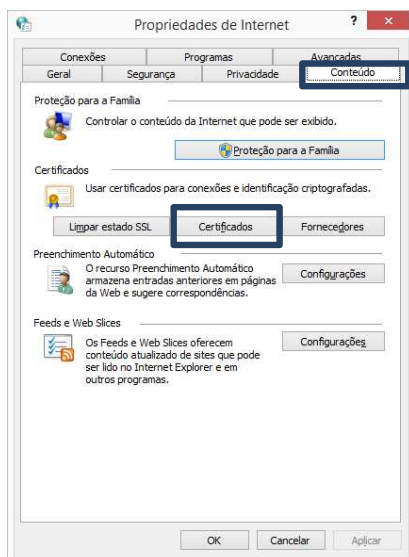 Propriedades de Internet
?
Conexões Programas Avançadas
Geral Segurança Privacidade Conteúdo
Proteção para a Família
Controlar o conteúdo da Internet que pode ser exibido.
Proteção para a Família
Certificados
Usar certificados para conexões e identificação criptografadas.
Limpar estado SSL Certificados Fornecedores
Preenchimento Automático
O recurso Preenchimento Automático
armazena entradas anteriores em páginas
da Web e sugere correspondências.
Configurações
Feeds e Web Slices
Os Feeds e Web Slices oferecem
conteúdo atualizado de sites que pode
ser lido no Internet Explorer e em
outros programas.
Configurações
OK Cancelar Aplicar